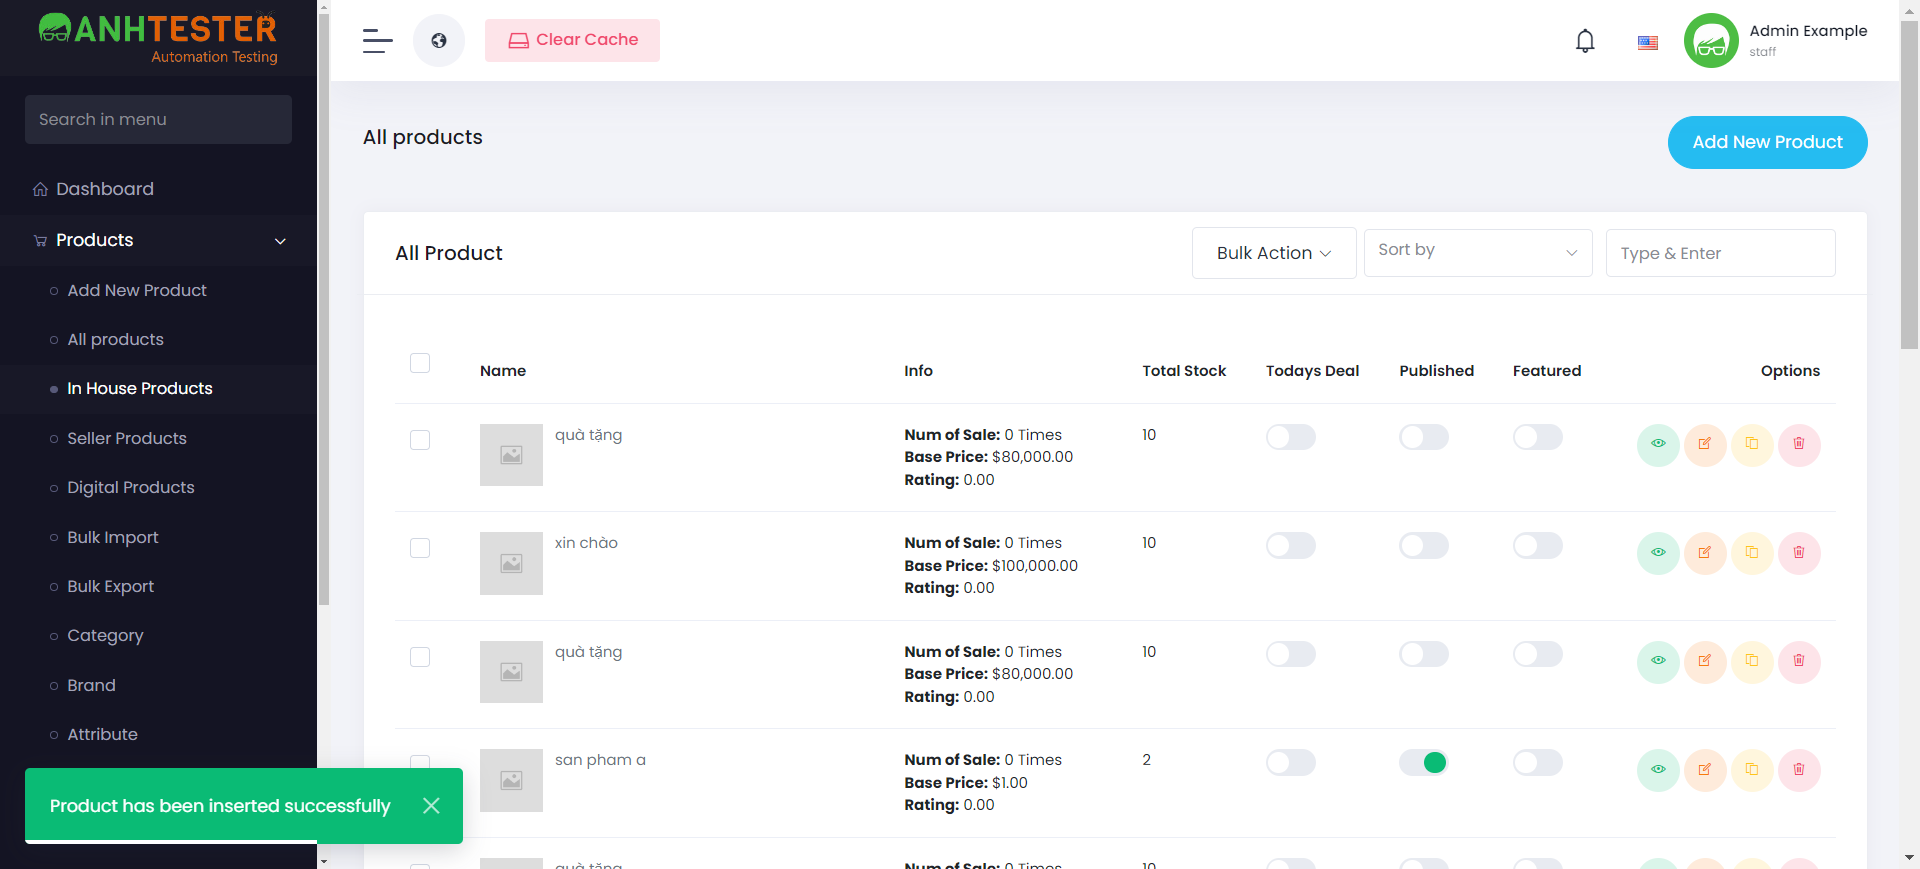 ANHTESTER
Automation Testing
Search in menu
Dashboard
Products
Add New Product
All products
In House Products
Seller Products
Digital Products
Bulk Import
Bulk Export
Category
Brand
Attribute
Product has been inserted successfully
Clear Cache
Admin Example
staff
All products
Add New Product
All Product
Bulk Action
Sort by
Type & Enter
Name Info Total Stock Todays Deal Published Featured Options
quà tặng
Num of Sale: 0 Times
Base Price: $80,000.00
Rating: 0.00
10
xin chào
Num of Sale: 0 Times
Base Price: $100,000.00
Rating: 0.00
10
quà tặng
Num of Sale: 0 Times
Base Price: $80,000.00
Rating: 0.00
10
san pham a
Num of Sale: 0 Times
Base Price: $1.00
Rating: 0.00
2
quà tặng
Num of Sale: 0 Times
10